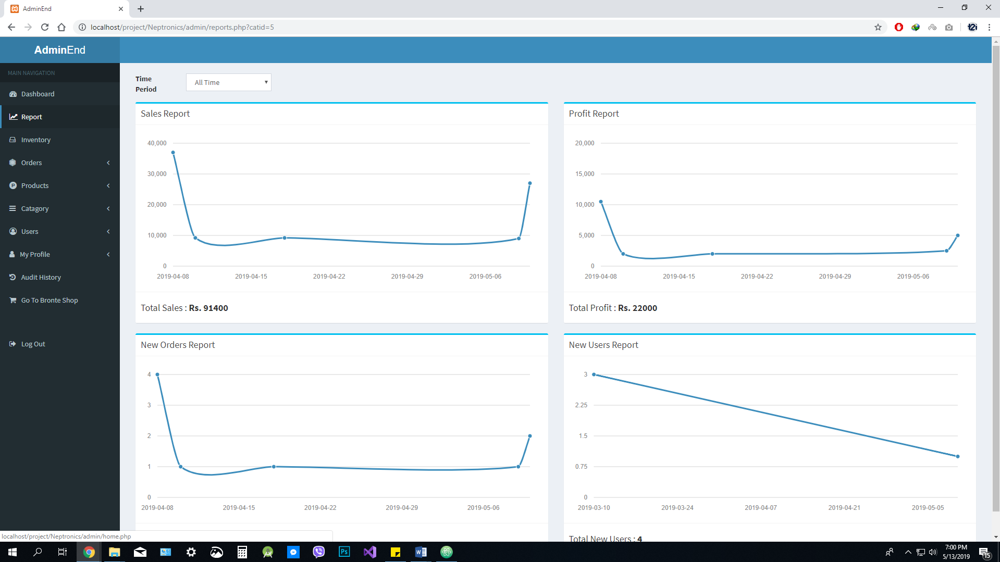 AdminEnd
localhost/project/Neptronics/admin/reports.php?catid=5
AdminEnd
MAIN NAVIGATION
Dashboard
Report
Inventory
Orders
Products
Catagory
Users
My Profile
Audit History
Go To Bronte Shop
Log Out
Time
Period
All Time
Sales Report
40,000
30,000
20,000
10,000
0
2019-04-08 2019-04-15 2019-04-22 2019-04-29 2019-05-06
Total Sales : Rs. 91400
Profit Report
20,000
15,000
10,000
5,000
0
2019-04-08 2019-04-15 2019-04-22 2019-04-29 2019-05-06
Total Profit : Rs. 22000
New Orders Report
4
3
2
1
0
2019-04-08 2019-04-15 2019-04-22 2019-04-29 2019-05-06
New Users Report
3
2.25
1.5
0.75
0
2019-03-10 2019-03-24 2019-04-07 2019-04-21 2019-05-05
Total New Users : 4
localhost/project/Neptronics/admin/home.php
Ps
7:00 PM
5/13/2019
15